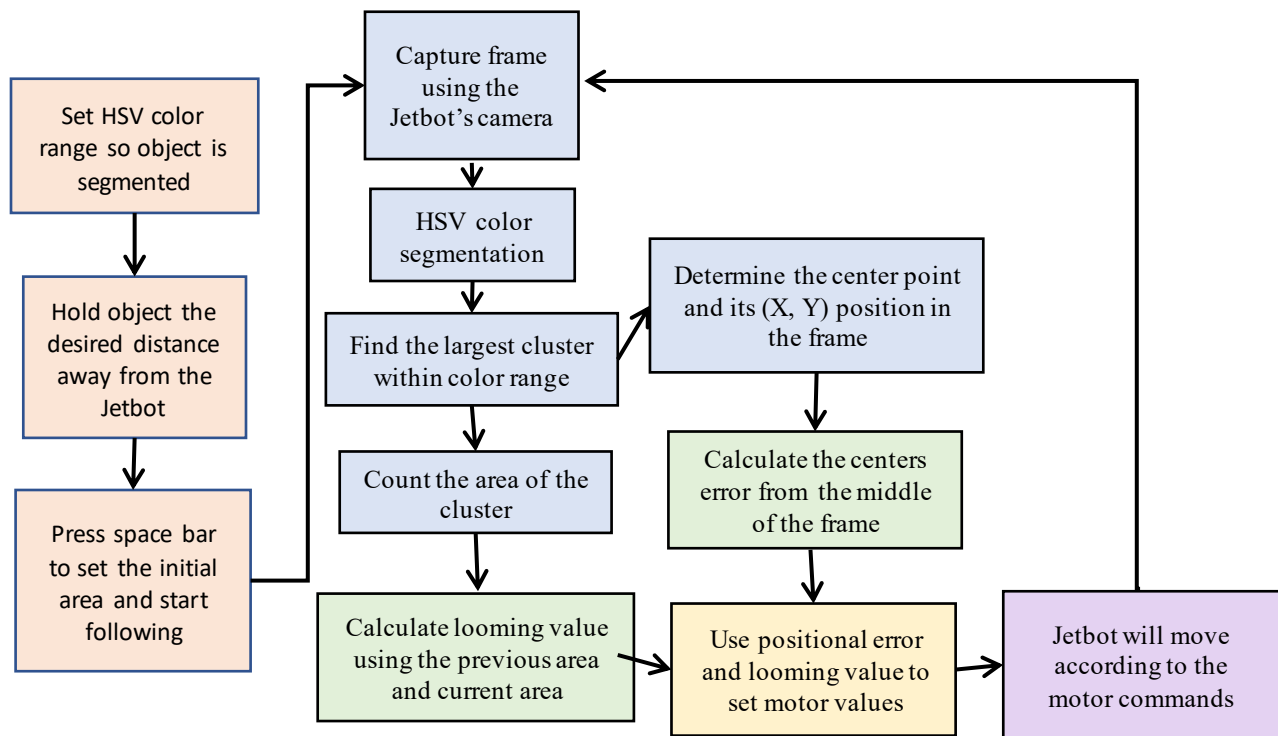 Set HSV color
range so object is
segmented
Hold object the
desired distance
away from the
Jetbot
Press space bar
to set the initial
area and start
following
Capture frame
using the
Jetbot’s camera
HSV color
segmentation
Find the largest cluster
within color range
Count the area of the
cluster
Calculate looming value
using the previous area
and current area
Determine the center point
and its (X, Y) position in
the frame
Calculate the centers
error from the middle
of the frame
Use positional error
and looming value to
set motor values
Jetbot will move
according to the
motor commands